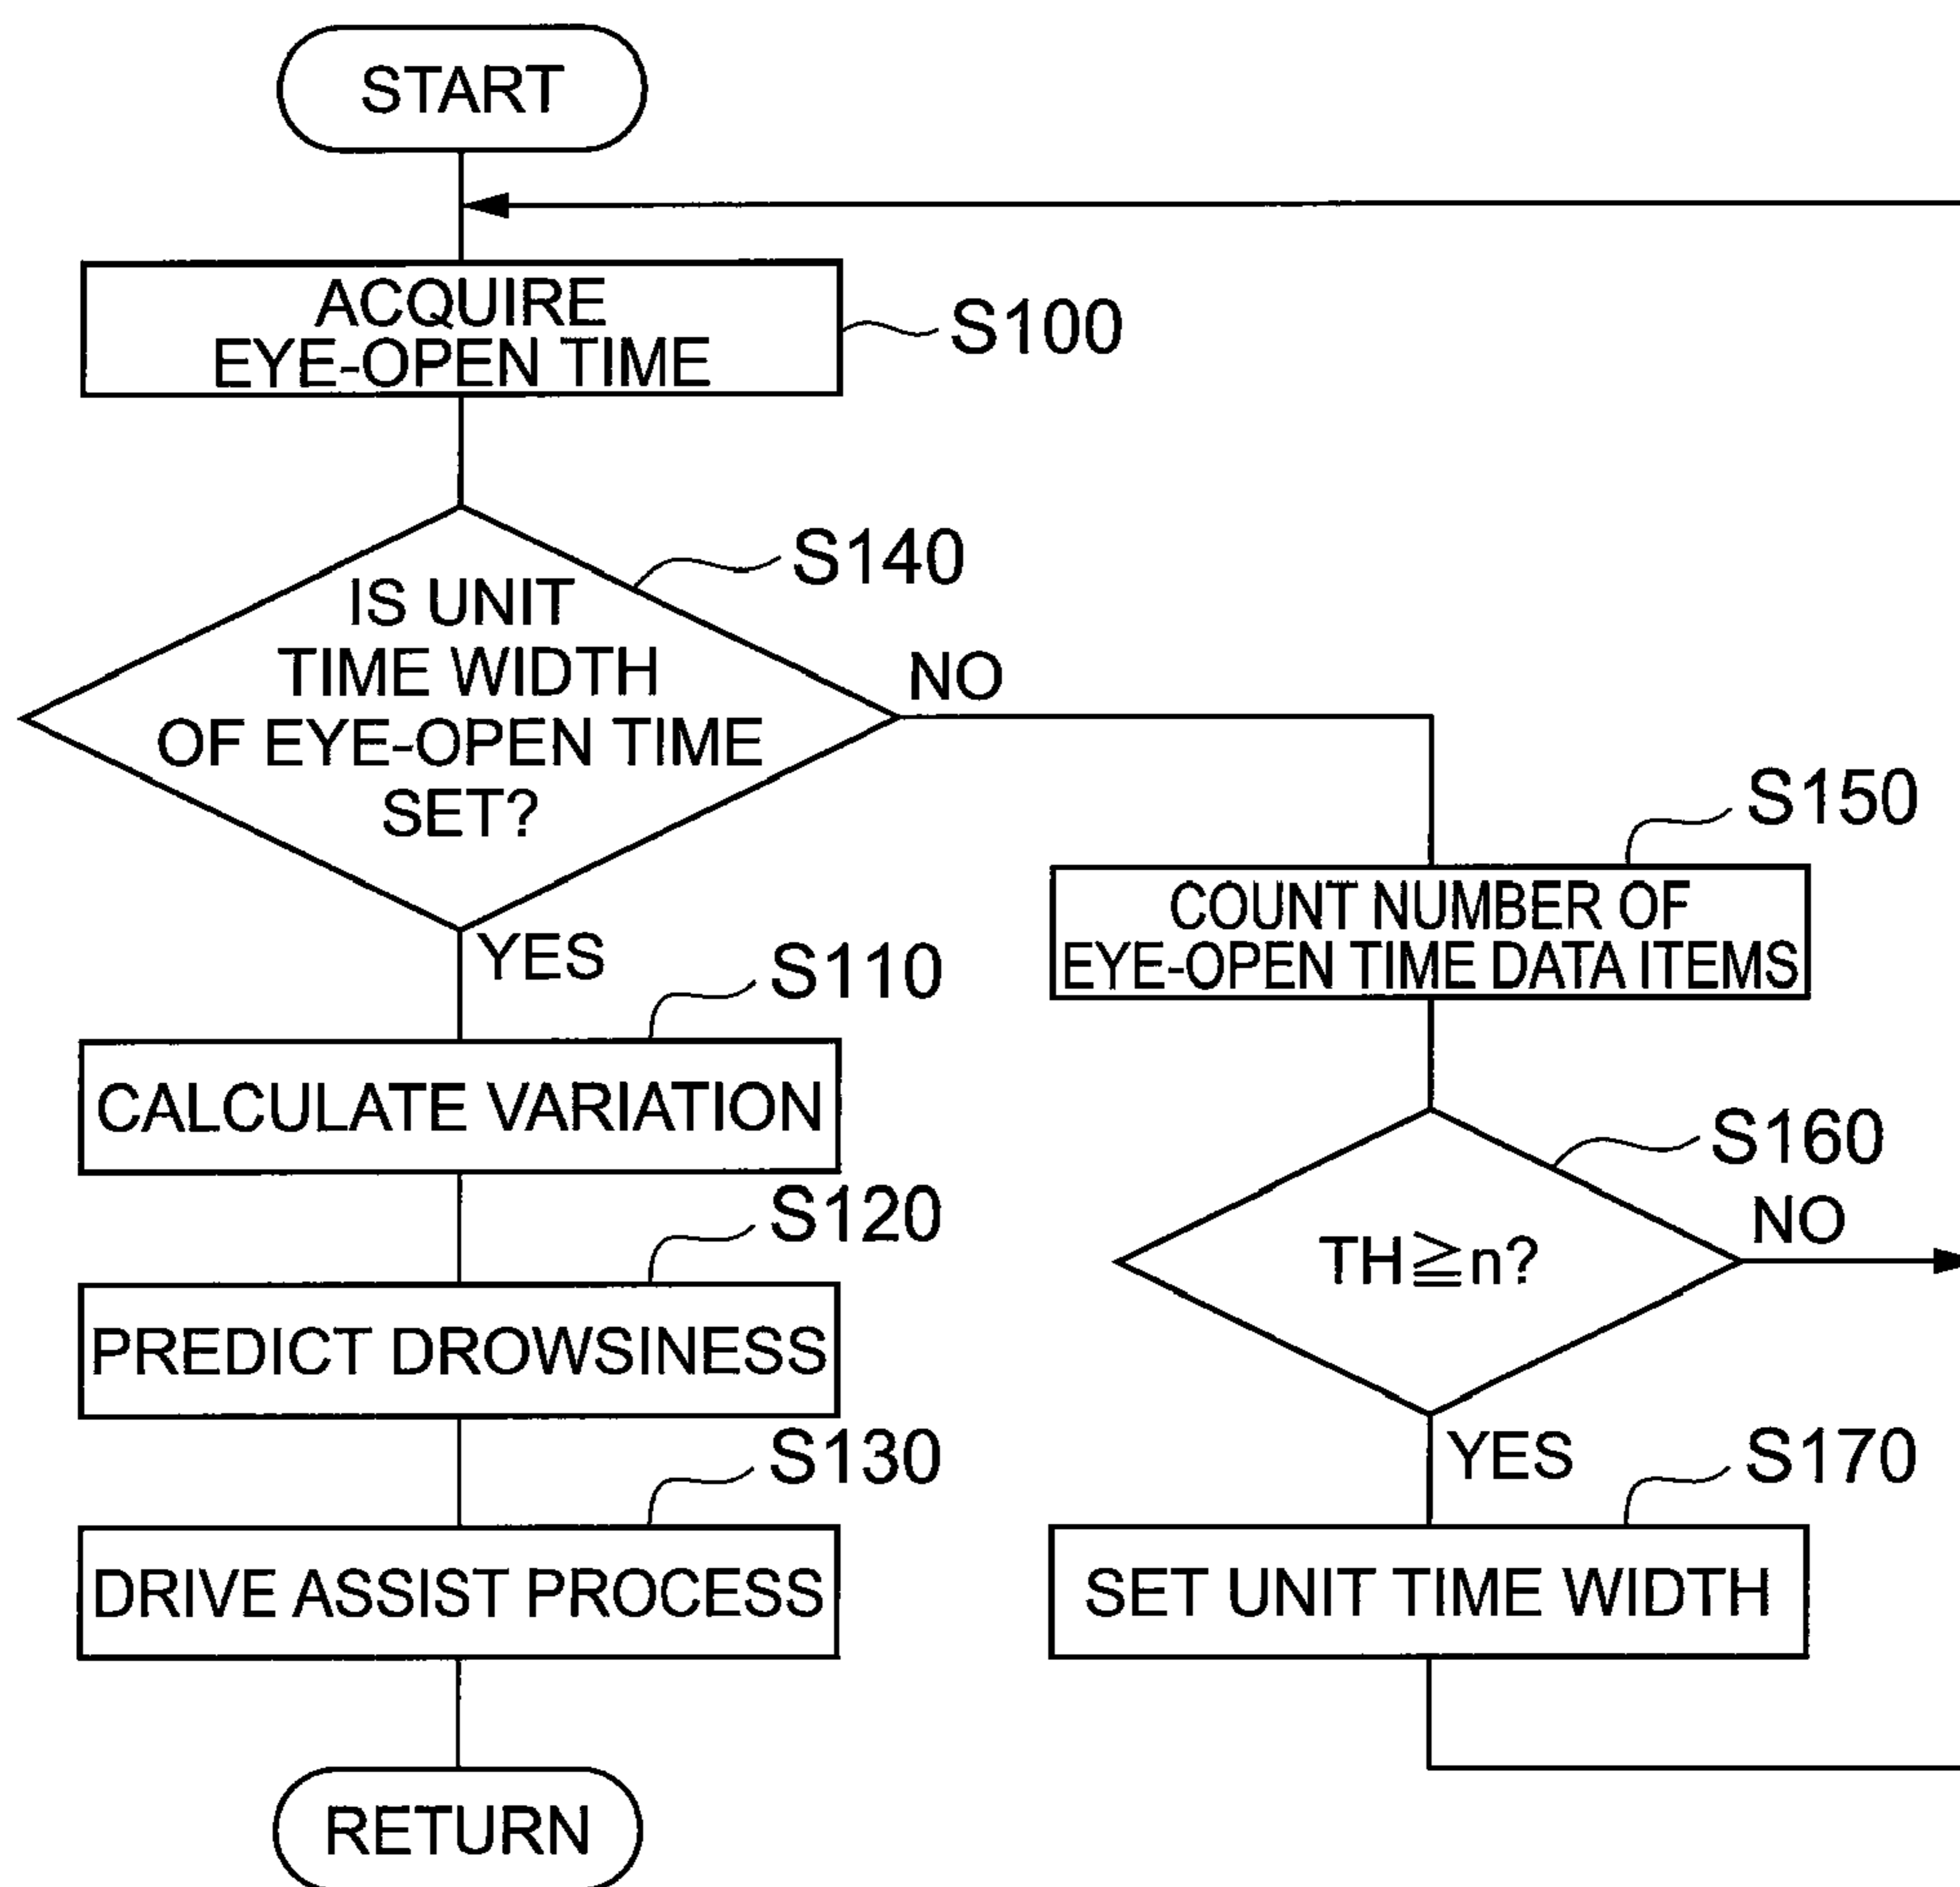 START
ACQUIRE
EYE-OPEN TIME
S100
S140
IS UNIT
TIME WIDTH
OF EYE-OPEN TIME
SET?
NO
YES
S110
CALCULATE VARIATION
S120
PREDICT DROWSINESS
S130
DRIVE ASSIST PROCESS
RETURN
S150
COUNT NUMBER OF
EYE-OPEN TIME DATA ITEMS
S160
TH≧n?
NO
YES
S170
SET UNIT TIME WIDTH